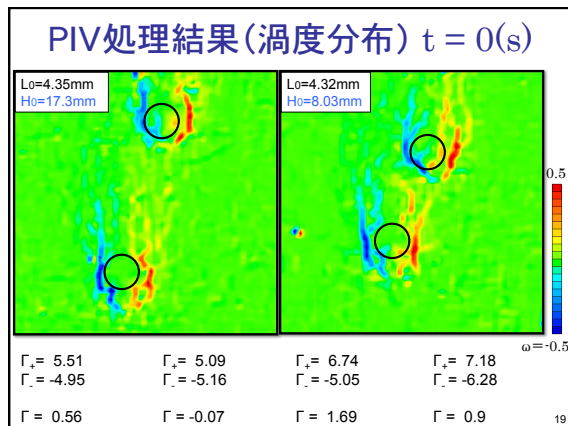 PIV処理結果(渦度分布) t = 0(s)
L0=4.35mm
H0=17.3mm
L0=4.32mm
H0=8.03mm
0.5
ω=-0.5
Γ+= 5.51 Γ+= 5.09 Γ+= 6.74 Γ+= 7.18
Γ-= -4.95 Γ-= -5.16 Γ-= -5.05 Γ-= -6.28
Γ = 0.56 Γ = -0.07 Γ = 1.69 Γ = 0.9
19